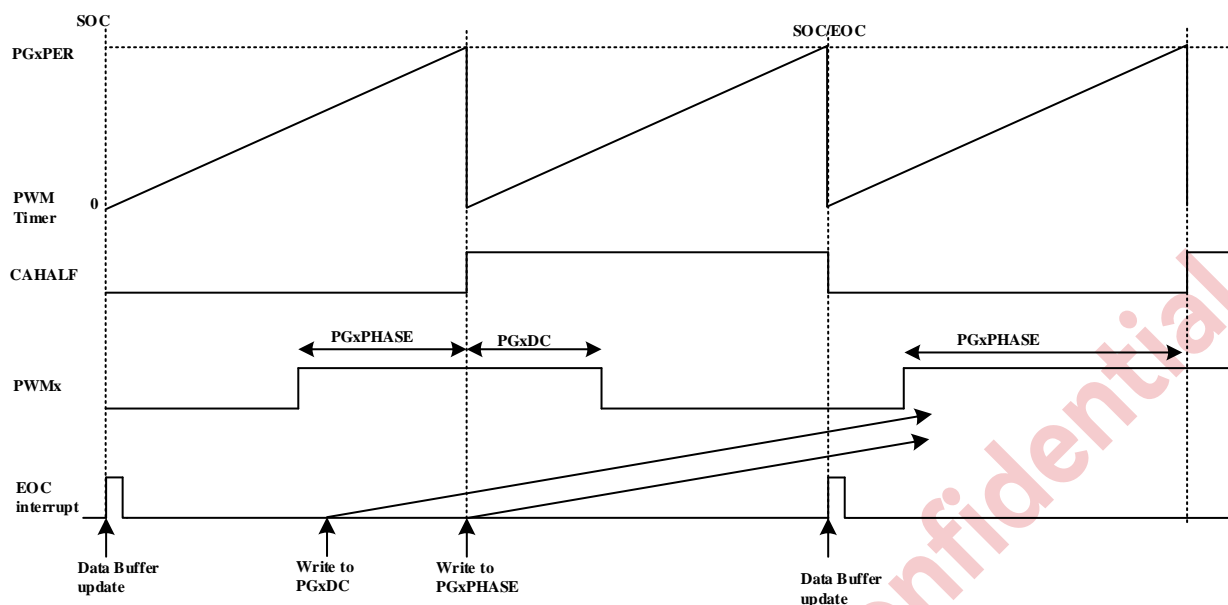 SOC
SOC/EOC
PGxPER
PWM
Timer
0
CAHALF
PGxPHASE
PGxDC
PGxPHASE
PWMx
EOC
interrupt
Data Buffer
update
Write to
PGxDC
Write to
PGxPHASE
Data Buffer
update
onfidential